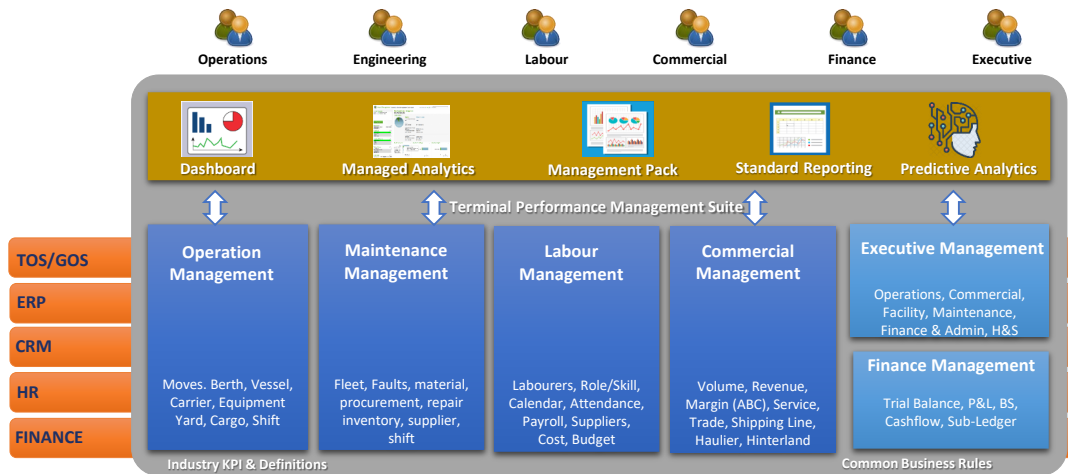 Operations
Engineering
Labour
Commercial
Finance
Executive
Dashboard
Managed Analytics
Management Pack
Standard Reporting
Predictive Analytics
Terminal Performance Management Suite
TOS/GOS
ERP
CRM
HR
FINANCE
Operation
Management
Moves. Berth, Vessel,
Carrier, Equipment
Yard, Cargo, Shift
Maintenance
Management
Fleet, Faults, material,
procurement, repair
inventory, supplier,
shift
Labour
Management
Labourers, Role/Skill,
Calendar, Attendance,
Payroll, Suppliers,
Cost, Budget
Commercial
Management
Volume, Revenue,
Margin (ABC), Service,
Trade, Shipping Line,
Haulier, Hinterland
Executive Management
Operations, Commercial,
Facility, Maintenance,
Finance & Admin, H&S
Finance Management
Trial Balance, P&L, BS,
Cashflow, Sub-Ledger
Industry KPI & Definitions
Common Business Rules